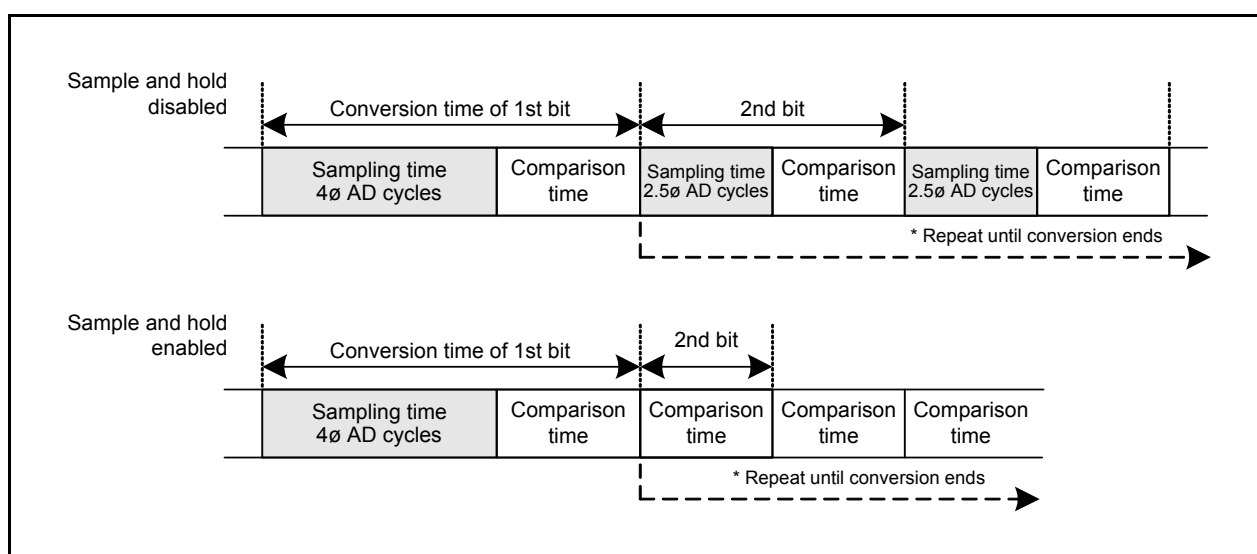 Sample and hold
disabled
Conversion time of 1st bit
2nd bit
Sampling time
4ø AD cycles
Comparison
time
Sampling time
2.5ø AD cycles
Comparison
time
Sampling time
2.5ø AD cycles
Comparison
time
* Repeat until conversion ends
Sample and hold
enabled
Conversion time of 1st bit
2nd bit
Sampling time
4ø AD cycles
Comparison
time
Comparison
time
Comparison
time
Comparison
time
* Repeat until conversion ends